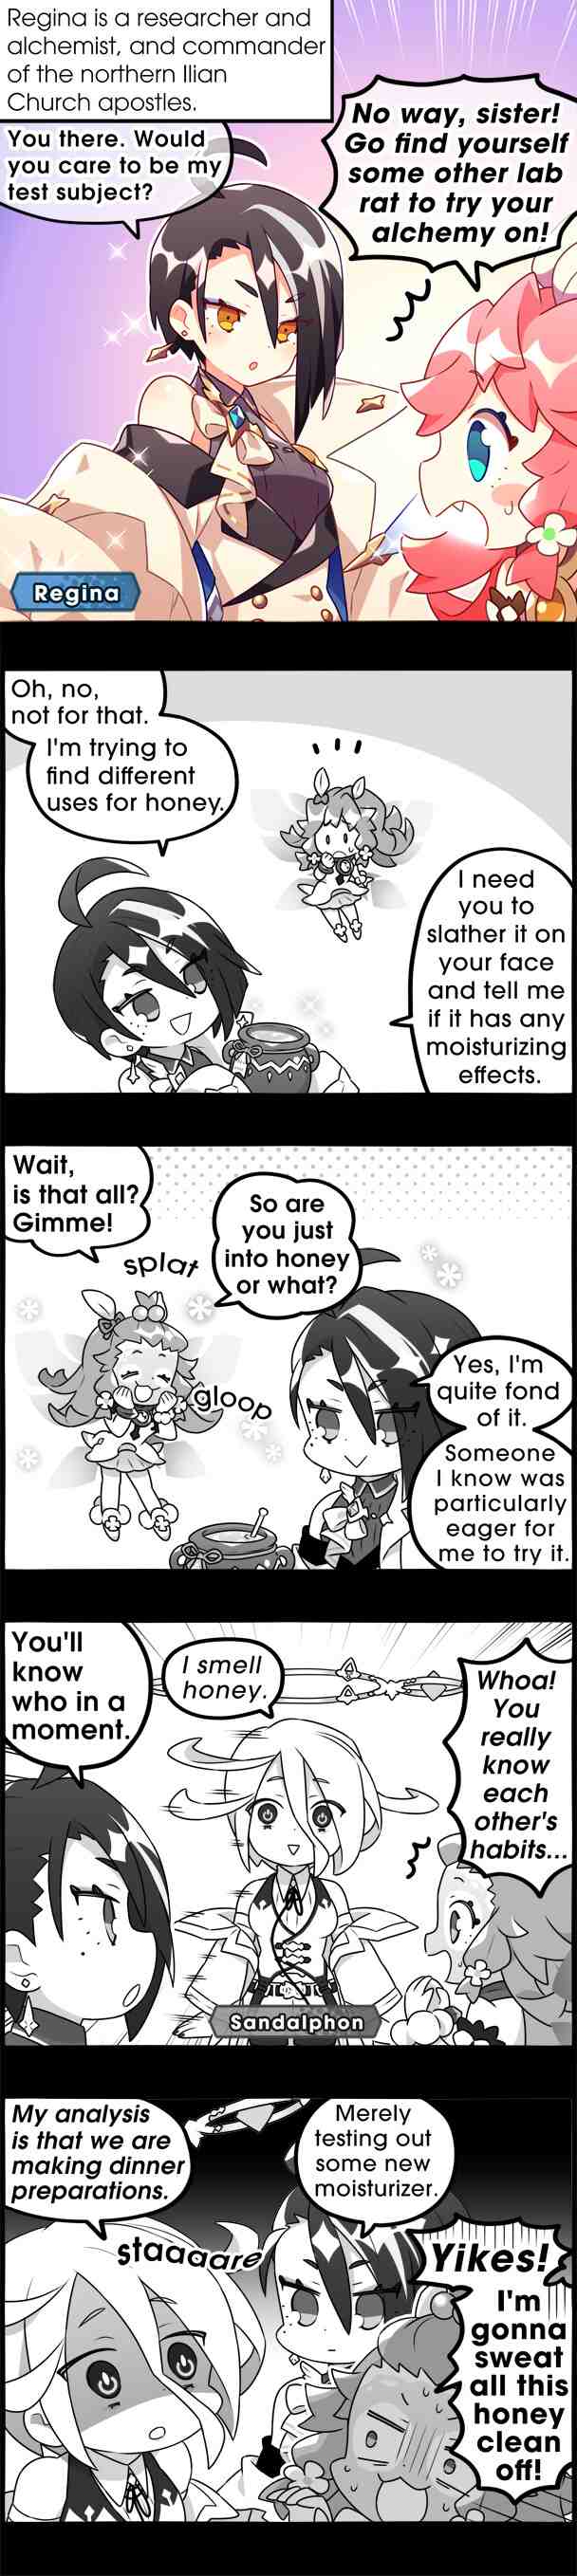 Regina is a researcher and
alchemist, and commander
of the northern Ilian
Church apostles.
You there. Would
you care to be my
test subject?
No way, sister!
Go find yourself
some other lab
rat to try your
alchemy on!
Regina
Oh, no,
not for that.
I'm trying to
find different
uses for honey.
I need
you to
slather it on
your face
and tell me
if it has any
moisturizing
effects.
Wait,
is that all?
Gimme!
splat
gloop
So are
you just
into honey
or what?
Yes, I'm
quite fond
of it.
Someone
I know was
particularly
eager for
me to try it.
You'll
know
who in a
moment.
I smell
honey.
Whoa!
You
really
know
each
other's
habits...
Sandalphon
My analysis
is that we are
making dinner
preparations.
staaaare
Merely
testing out
some new
moisturizer.
Yikes!
I'm
gonna
sweat
all this
honey
clean
off!